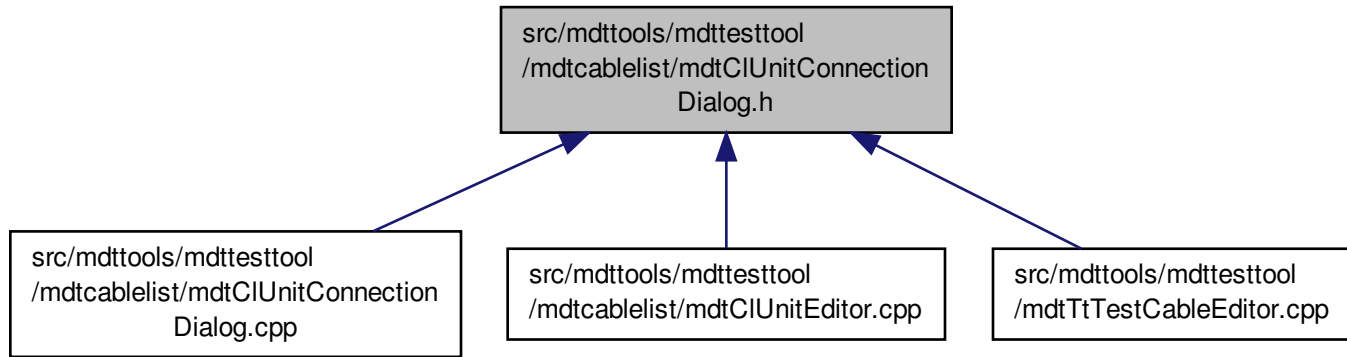 src/mdttools/mdttesttool
/mdtcablelist/mdtClUnitConnection
Dialog.h
src/mdttools/mdttesttool
/mdtcablelist/mdtClUnitConnection
Dialog.cpp
src/mdttools/mdttesttool
/mdtcablelist/mdtClUnitEditor.cpp
src/mdttools/mdttesttool
/mdtTtTestCableEditor.cpp